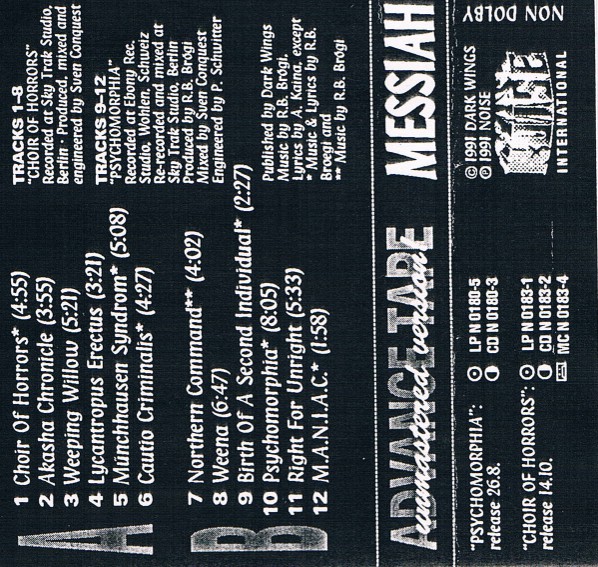 A
1 Choir Of Horrors* (4:55)
2 Akasha Chronicle (3:55)
3 Weeping Willow (5:21)
4 Lycantropus Erectus (3:21)
5 Münchhausen Syndrom* (5:08)
6 Cautio Criminalis* (4:27)
B
7 Northern Command** (4:02)
8 Weena (6:47)
9 Birth Of A Second Individual* (2:27)
10 Psychomorphia* (8:05)
11 Right For Unright (5:33)
12 M.A.N.I.A.C.* (1:58)
TRACKS 1-8
"CHOIR OF HORRORS"
Recorded at Sky Trak Studio,
Berlin · Produced, mixed and
engineered by Sven Conquest
TRACKS 9-12
"PSYCHOMORPHIA"
Recorded at Ebony Rec.
Studio, Wohlen, Schweiz
Re-recorded and mixed at
Sky Trak Studio, Berlin
Produced by R.B. Brögi
Mixed by Sven Conquest
Engineered by P. Schwitter
Published by Dark Wings
Music by R.B. Brögi.
Lyrics by A. Kaina, except
* Music & Lyrics by R.B.
Broegi and
** Music by R.B. Brögi
ADVANCE TAPE
unmastered version!
MESSIAH
"PSYCHOMORPHIA":
release 26.8.
LP N 0180-5
CD N 0180-3
"CHOIR OF HORRORS":
release 14.10.
LP N 0183-1
CD N 0183-2
MC N 0183-4
© 1991 DARK WINGS
℗ 1991 NOISE
NOISE
INTERNATIONAL
NON DOLBY